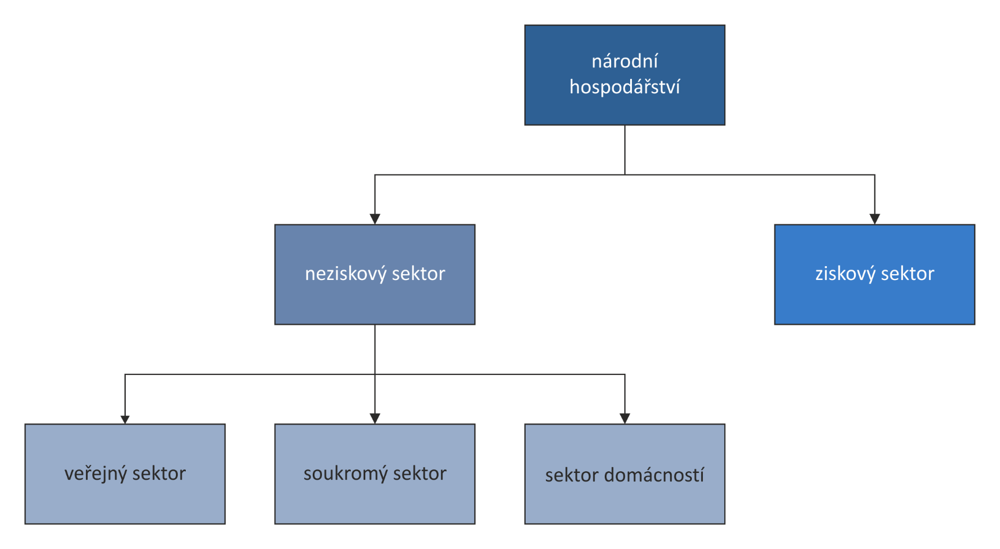 národní
hospodářství
neziskový sektor
ziskový sektor
veřejný sektor
soukromý sektor
sektor domácností